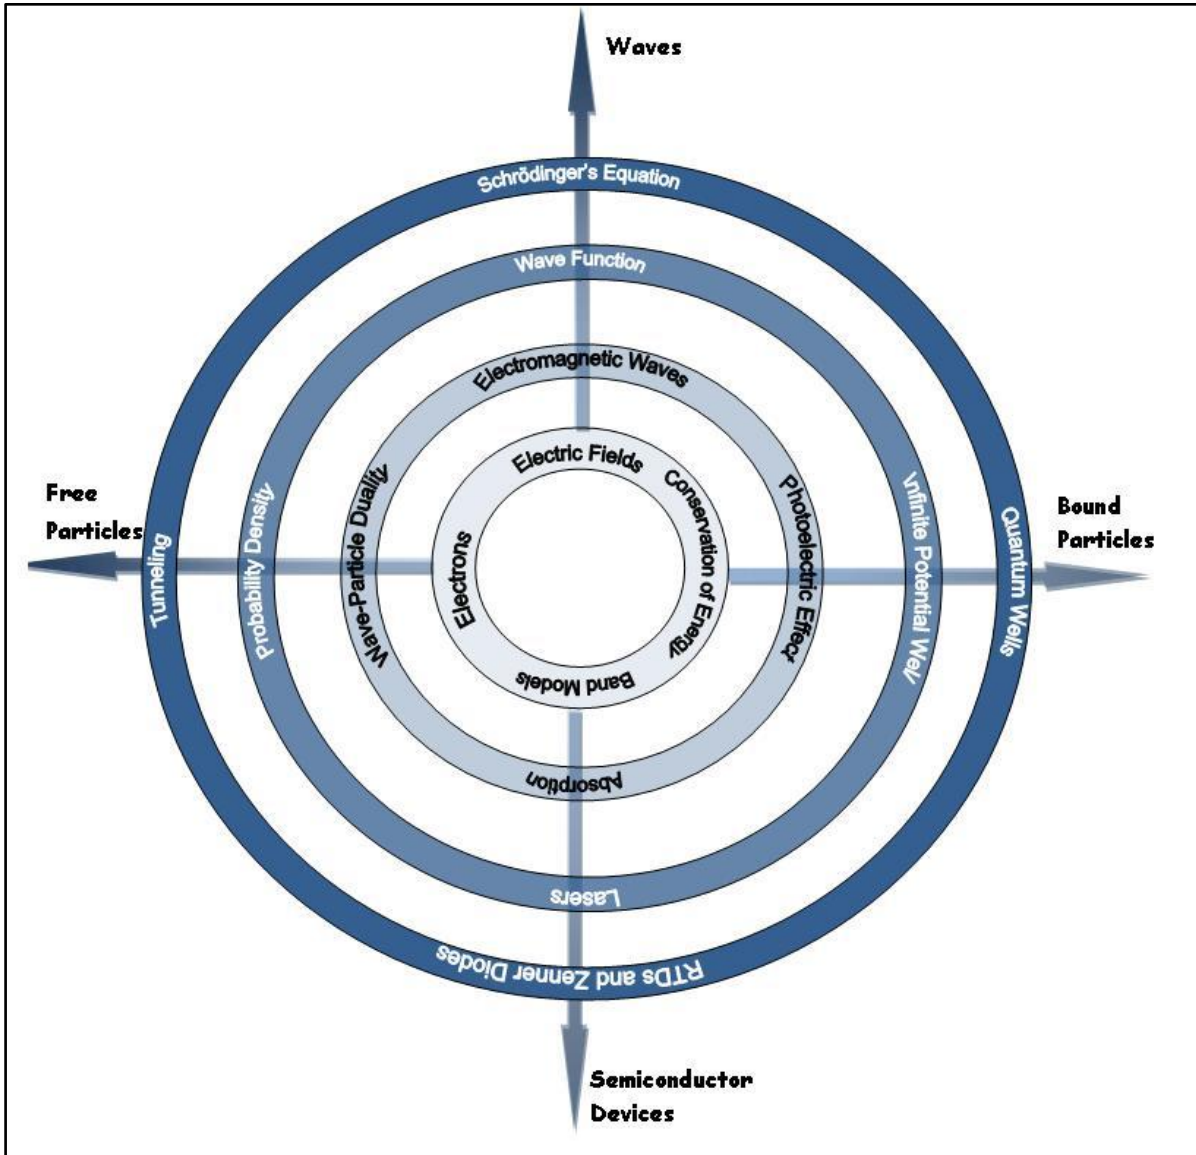 Waves
Schrödinger's Equation
Wave Function
Electromagnetic Waves
Electric Fields
Free
Particles
Tunneling
Probability Density
Wave-Particle Duality
Electrons
Conservation of Energy
Photoelectric Effect
Infinite Potential Well
Quantum Wells
Bound
Particles
Band Models
Absorption
Lasers
RTDs and Zenner Diodes
Semiconductor
Devices